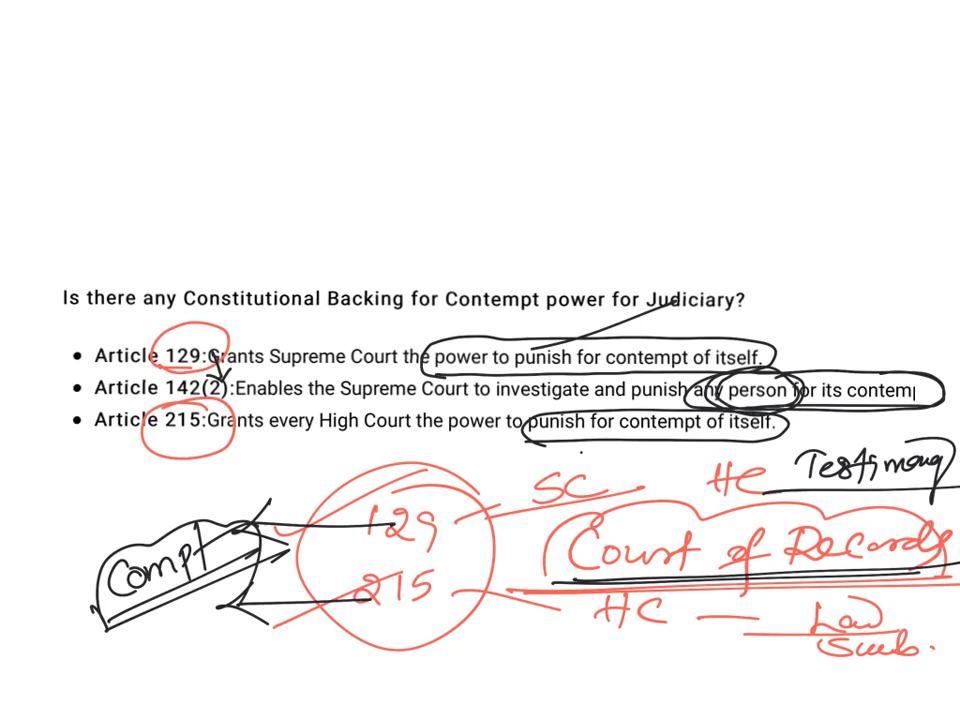 Is there any Constitutional Backing for Contempt power for Judiciary?
• Article 129:Grants Supreme Court the power to punish for contempt of itself.
• Article 142(2):Enables the Supreme Court to investigate and punish any person for its contemp
• Article 215:Grants every High Court the power to punish for contempt of itself.
SC HC Testimony
129
Court of Records
Compt
215
HC — Law